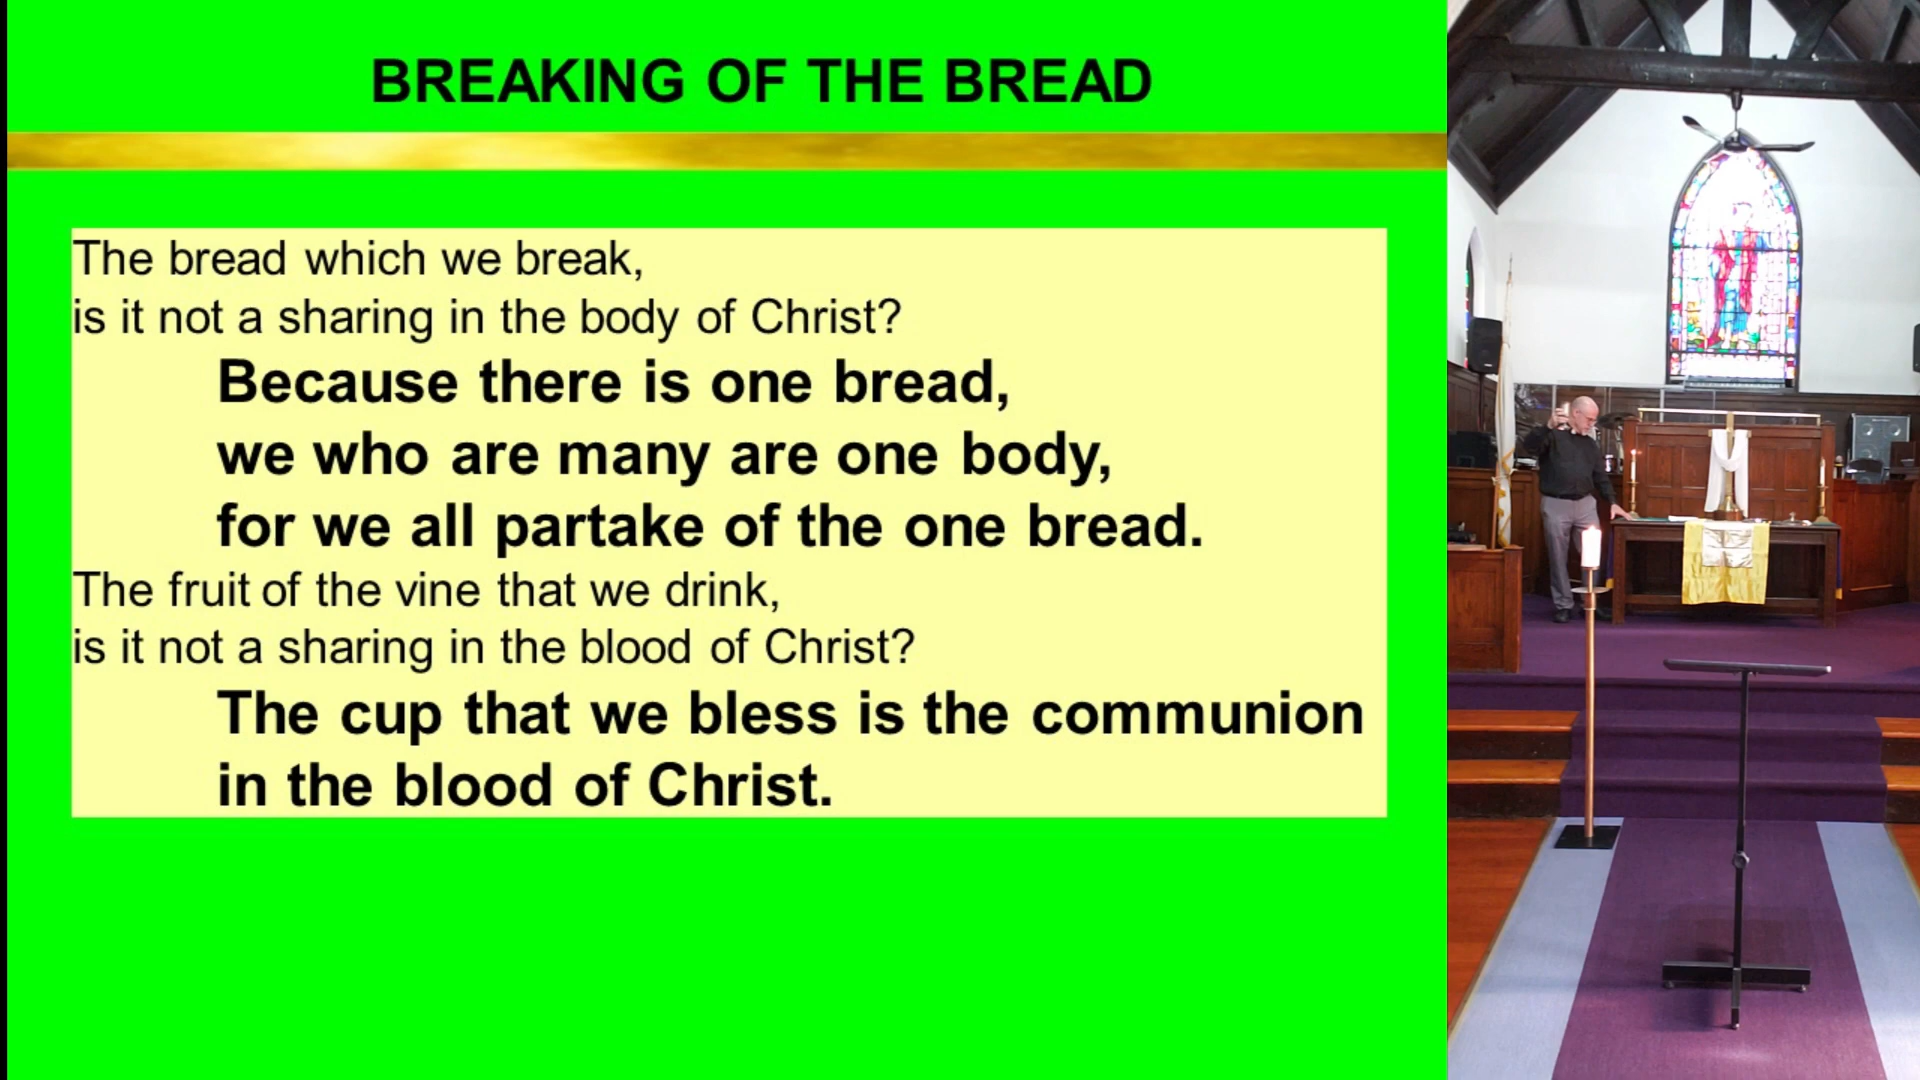 BREAKING OF THE BREAD
The bread which we break,
is it not a sharing in the body of Christ?
Because there is one bread,
we who are many are one body,
for we all partake of the one bread.
The fruit of the vine that we drink,
is it not a sharing in the blood of Christ?
The cup that we bless is the communion
in the blood of Christ.